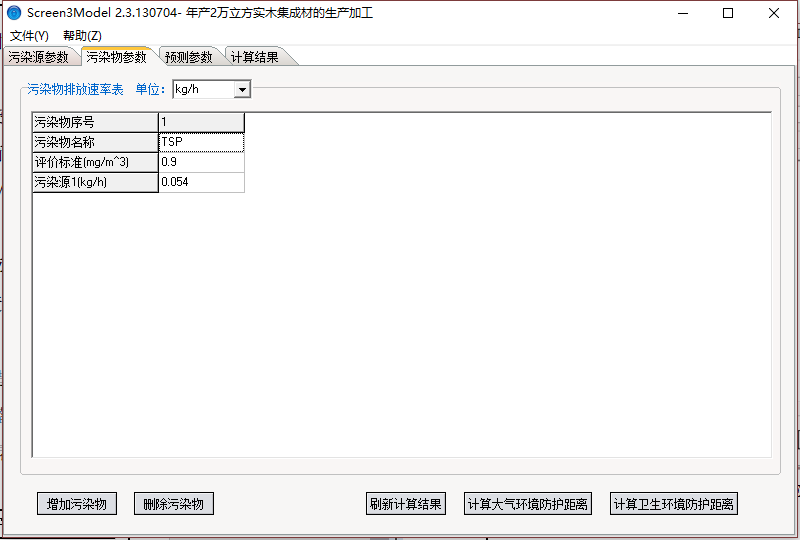 Screen3Model 2.3.130704- 年产2万立方实木集成材的生产加工
文件(Y) 帮助(Z)
污染源参数 污染物参数 预测参数 计算结果
污染物排放速率表 单位: kg/h
污染物序号 1
污染物名称 TSP
评价标准(mg/m^3) 0.9
污染源1(kg/h) 0.054
增加污染物 删除污染物 刷新计算结果 计算大气环境防护距离 计算卫生环境防护距离